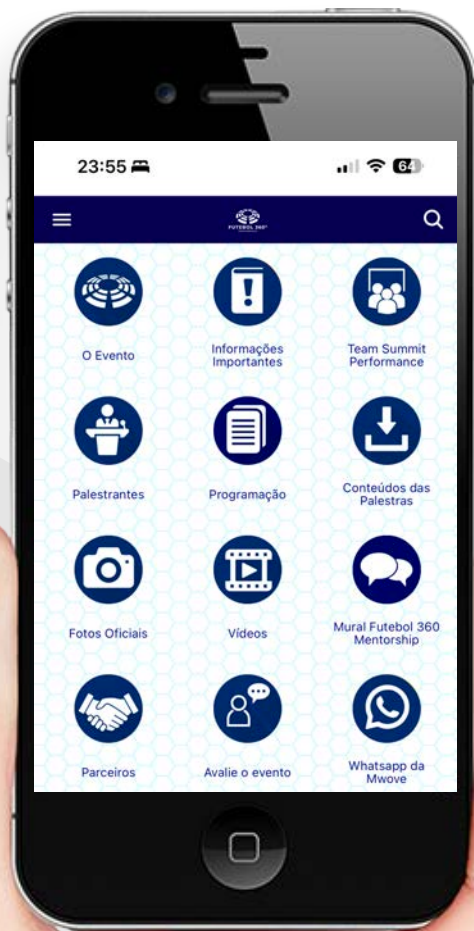 23:55
64
FUTEBOL 360°
O Evento
Informações
Importantes
Team Summit
Performance
Palestrantes
Programação
Conteúdos das
Palestras
Fotos Oficiais
Vídeos
Mural Futebol 360
Mentorship
Parceiros
Avalie o evento
Whatsapp da
Mwove